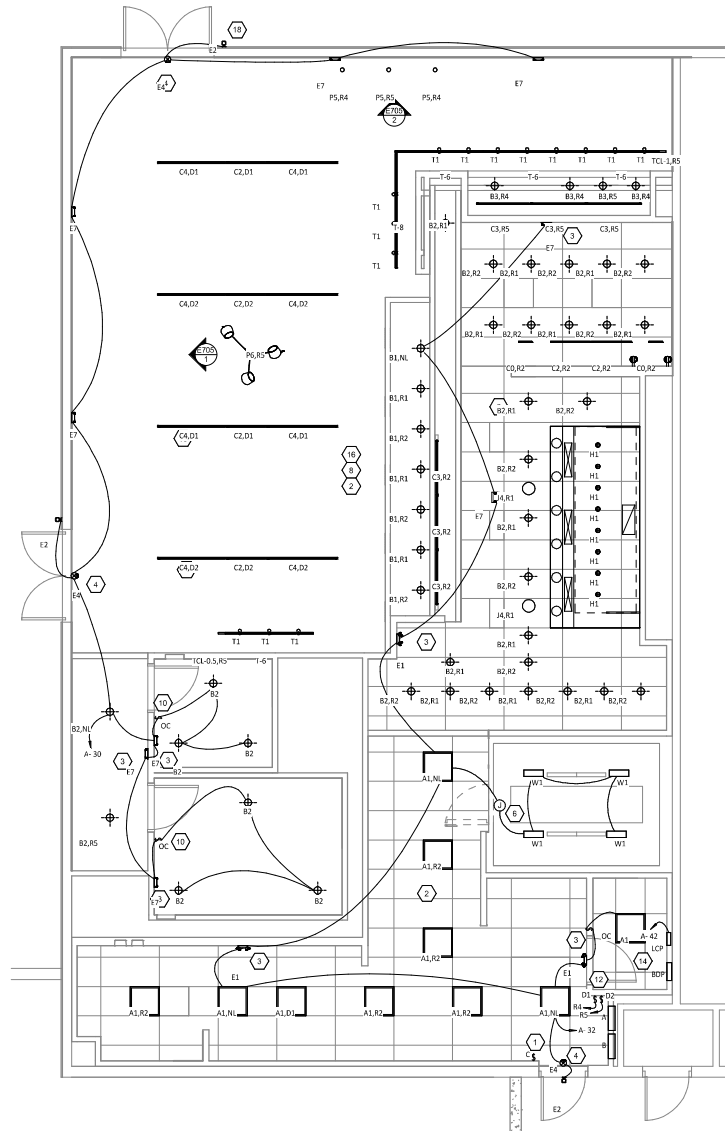 18
E2
E4
E7
E7
P5,R4 P5,R5 P5,R4
E705
2
T1 T1 T1 T1 T1 T1 T1 T1
TCL-1,R5
C4,D1 C2,D1 C4,D1
T-6 T-6 T-6
B3,R4 B3,R4 B3,R5 B3,R4
T1
E7
T-8
B2,R1
C3,R5 C3,R5 C3,R5
3
T1
E7
T1
B2,R2 B2,R1 B2,R1 B2,R1 B2,R2
C4,D2 C2,D2 C4,D2
B2,R1 B2,R2 B2,R1 B2,R2 B2,R1
E705
1
P6,R5
B1,NL
C0,R2 C2,R2 C2,R2 C0,R2
B1,R1
B2,R1 B2,R2
E7
C4,D1 C2,D1 C4,D1
B1,R2
H1
16
8
2
B1,R1
C3,R2
B2,R2
H1
J4,R1
H1
B1,R2
E7
B2,R1
H1
C3,R2
E2
B1,R1
H1
C4,D2 C2,D2 C4,D2
4
E4
B1,R2
C3,R2
B2,R2
H1
H1
J4,R1
T1 T1 T1
3
B2,R1
TCL-0.5,R5 T-6
E1
B2,R1 B2,R1
B2
B2,R2 B2,R1 B2,R2 B2,R1 B2,R2 B2,R1 B2,R2
10
OC
B2,NL
A-30
3
3
E7
E7
B2
B2
A1,NL
W1 W1
J
6
B2,R5
OC
10
W1 W1
A1,R2
E7
B2
B2
2
3
OC
A1
A-42
LCP
A1,R2
14
3
E1
E1
12
BDP
D1 D2
R4
R5
A
A1,R2 A1,NL A1,D1 A1,R2 A1,R2 A1,NL
A-32
1
C
B
4
E4
E2